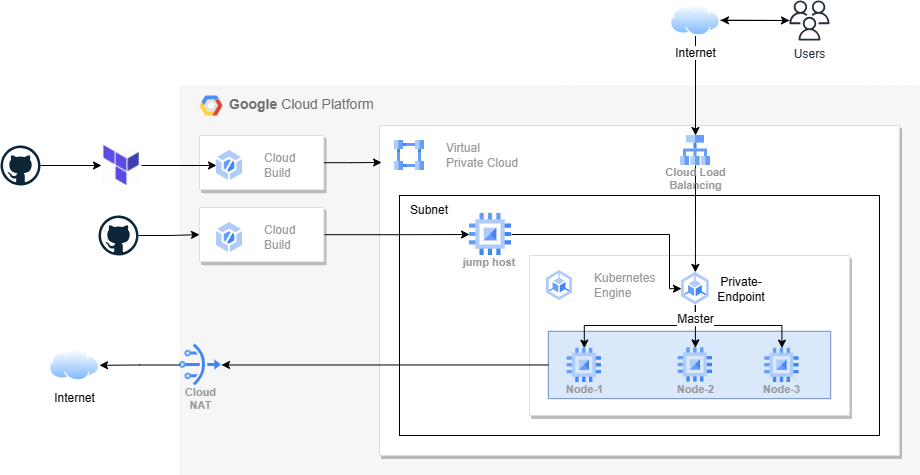 Internet
Users
Google Cloud Platform
Cloud
Build
Virtual
Private Cloud
Cloud Load
Balancing
Subnet
Cloud
Build
jump host
Kubernetes
Engine
Private-
Endpoint
Master
Node-1
Node-2
Node-3
Internet
Cloud
NAT